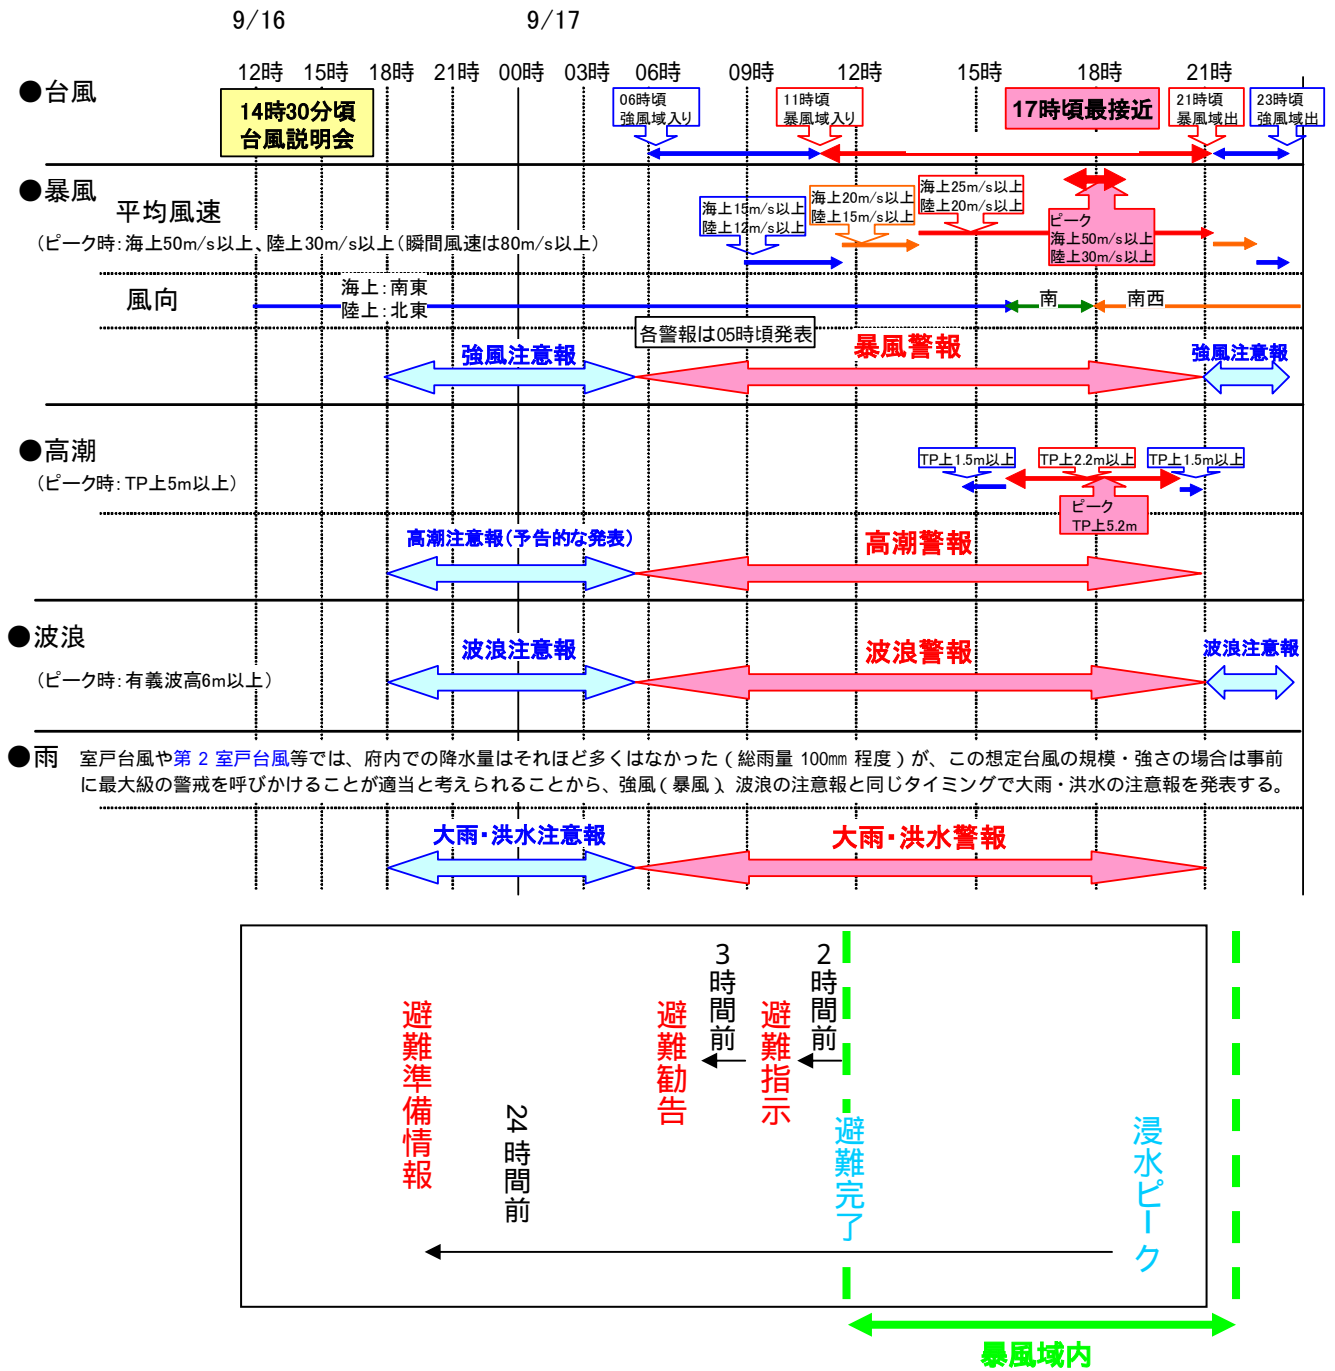 9/16
9/17
12時 15時 18時 21時 00時 03時 06時 09時 12時 15時 18時 21時
●台風
14時30分頃
台風説明会
06時頃
強風域入り
11時頃
暴風域入り
17時頃最接近
21時頃
暴風域出
23時頃
強風域出
●暴風
平均風速
(ピーク時:海上50m/s以上、陸上30m/s以上(瞬間風速は80m/s以上)
海上15m/s以上
陸上12m/s以上
海上20m/s以上
陸上15m/s以上
海上25m/s以上
陸上20m/s以上
ピーク
海上50m/s以上
陸上30m/s以上
風向
海上:南東
陸上:北東
南
南西
各警報は05時頃発表
強風注意報
暴風警報
強風注意報
●高潮
(ピーク時:TP上5m以上)
TP上1.5m以上
TP上2.2m以上
TP上1.5m以上
ピーク
TP上5.2m
高潮注意報(予告的な発表)
高潮警報
●波浪
(ピーク時:有義波高6m以上)
波浪注意報
波浪警報
波浪注意報
●雨
室戸台風や第2室戸台風等では、府内での降水量はそれほど多くはなかった(総雨量 100mm 程度)が、この想定台風の規模・強さの場合は事前
に最大級の警戒を呼びかけることが適当と考えられることから、強風(暴風)、波浪の注意報と同じタイミングで大雨・洪水の注意報を発表する。
大雨・洪水注意報
大雨・洪水警報
避難準備情報
24時間前
避難勧告
3時間前
避難指示
2時間前
避難完了
浸水ピーク
暴風域内